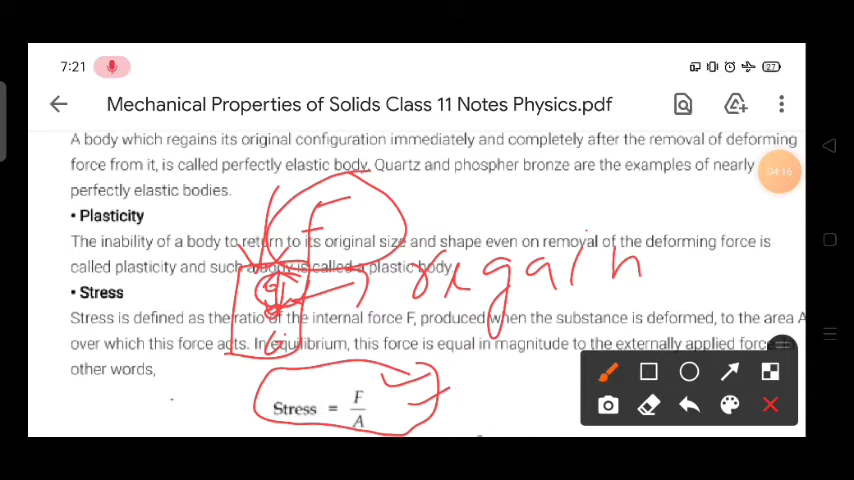 7:21
27
Mechanical Properties of Solids Class 11 Notes Physics.pdf
A body which regains its original configuration immediately and completely after the removal of deforming
force from it, is called perfectly elastic body. Quartz and phospher bronze are the examples of nearly
perfectly elastic bodies.
04:16
• Plasticity
The inability of a body to return to its original size and shape even on removal of the deforming force is
called plasticity and such a body is called a plastic body.
F
regain
• Stress
Stress is defined as the ratio of the internal force F, produced when the substance is deformed, to the area A
over which this force acts. In equilibrium, this force is equal in magnitude to the externally applied force
other words,
Stress = F
A